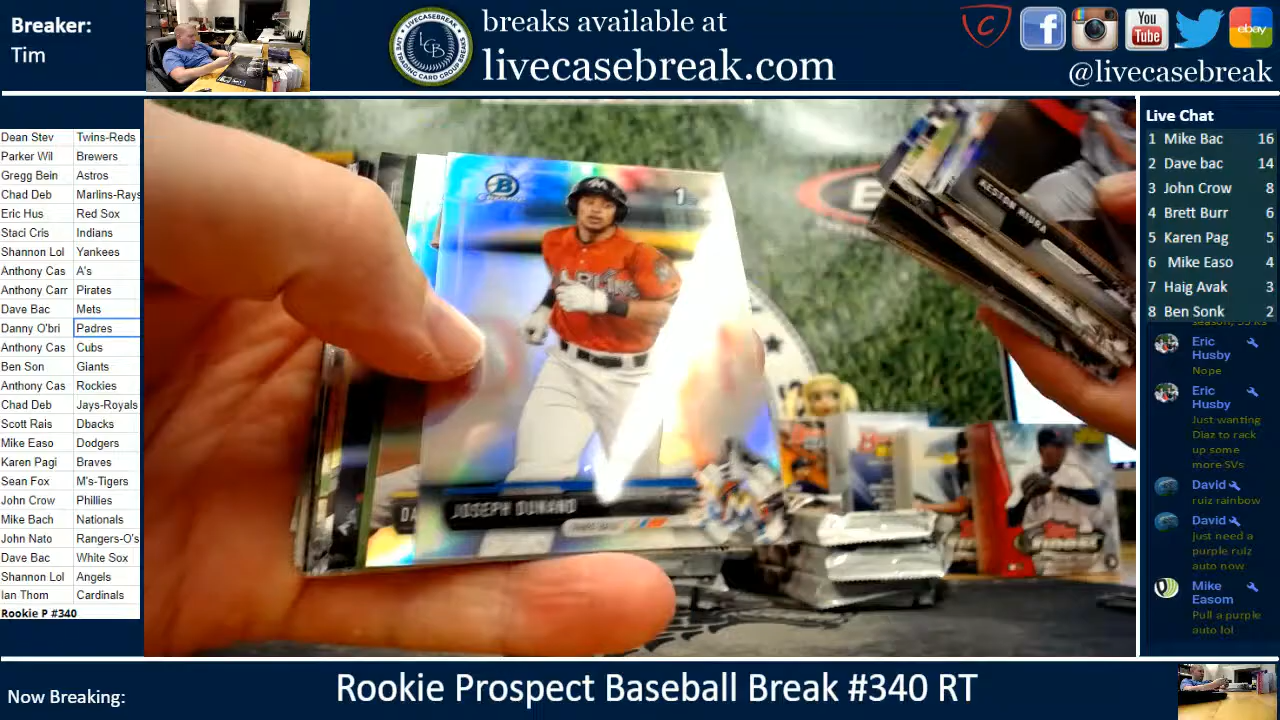 Breaker:
Tim
LCB
breaks available at
livecasebreak.com
You
Tube
ebay
@livecasebreak
Dean Stev Twins-Reds
Parker Wil Brewers
Gregg Bein Astros
Chad Deb Marlins-Rays
Eric Hus Red Sox
Staci Cris Indians
Shannon Lol Yankees
Anthony Cas A's
Anthony Carr Pirates
Dave Bac Mets
Danny O'bri Padres
Anthony Cas Cubs
Ben Son Giants
Anthony Cas Rockies
Chad Deb Jays-Royals
Scott Rais Dbacks
Mike Easo Dodgers
Karen Pagi Braves
Sean Fox M's-Tigers
John Crow Phillies
Mike Bach Nationals
John Nato Rangers-O's
Dave Bac White Sox
Shannon Lol Angels
Ian Thom Cardinals
Rookie P #340
B
Chrome
1
JOSEPH DUNAND
KESTON HIURA
Live Chat
1 Mike Bac 16
2 Dave bac 14
3 John Crow 8
4 Brett Burr 6
5 Karen Pag 5
6 Mike Easo 4
7 Haig Avak 3
8 Ben Sonk 2
Eric
Husby
Nope
Eric
Husby
Just wanting
Diaz to rack
up some
more SVs
David
ruiz rainbow
David
just need a
purple ruiz
auto now
Mike
Easom
Pull a purple
auto lol
Now Breaking:
Rookie Prospect Baseball Break #340 RT